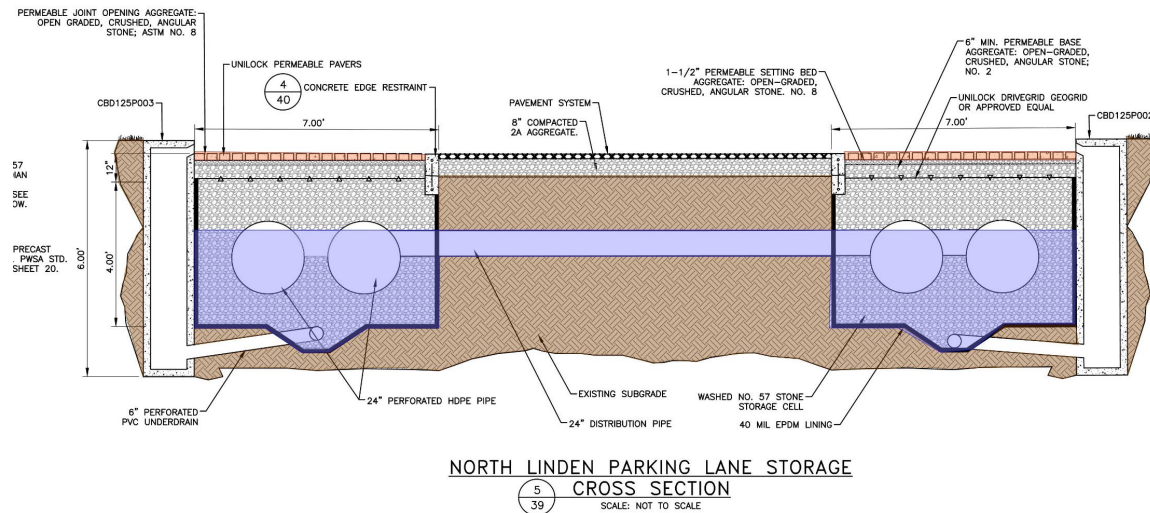 PERMEABLE JOINT OPENING AGGREGATE:
OPEN GRADED, CRUSHED, ANGULAR
STONE; ASTM NO. 8
UNILOCK PERMEABLE PAVERS
4
40
CONCRETE EDGE RESTRAINT
CBD125P003
7.00'
PAVEMENT SYSTEM
8" COMPACTED
2A AGGREGATE.
1-1/2" PERMEABLE SETTING BED
AGGREGATE: OPEN-GRADED,
CRUSHED, ANGULAR STONE. NO. 8
6" MIN. PERMEABLE BASE
AGGREGATE: OPEN-GRADED,
CRUSHED, ANGULAR STONE;
NO. 2
UNILOCK DRIVEGRID GEOGRID
OR APPROVED EQUAL
7.00'
CBD125P002
57
IAN
SEE
OW.
PRECAST
. PWSA STD.
SHEET 20.
12"
4.00'
6.00'
6" PERFORATED
PVC UNDERDRAIN
24" PERFORATED HDPE PIPE
EXISTING SUBGRADE
24" DISTRIBUTION PIPE
WASHED NO. 57 STONE
STORAGE CELL
40 MIL EPDM LINING
NORTH LINDEN PARKING LANE STORAGE
5
39
CROSS SECTION
SCALE: NOT TO SCALE